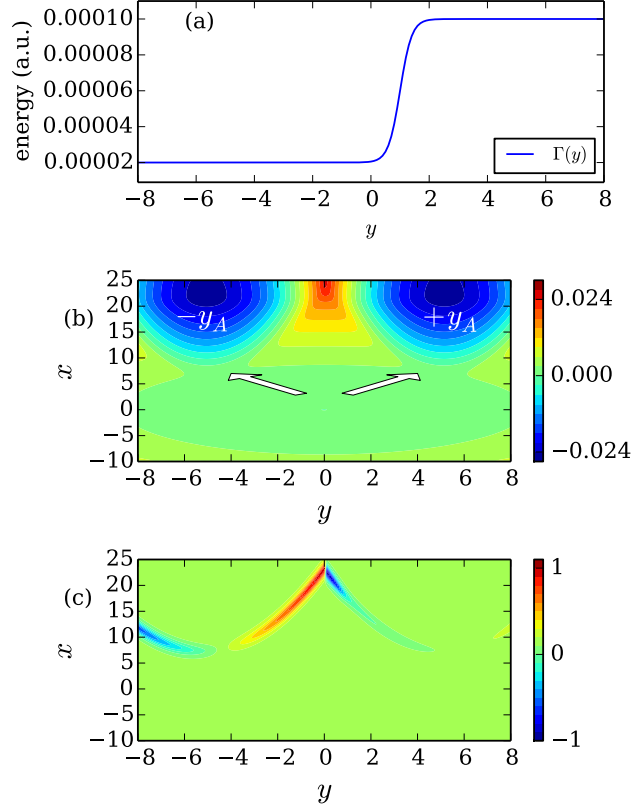 (a)
energy (a.u.)
0.00010
0.00008
0.00006
0.00004
0.00002
Γ(y)
−8 −6 −4 −2 0 2 4 6 8
y
(b)
x
25
20
15
10
5
0
−5
−10
−y_A +y_A
0.024
0.000
−0.024
−8 −6 −4 −2 0 2 4 6 8
y
(c)
x
25
20
15
10
5
0
−5
−10
1
0
−1
−8 −6 −4 −2 0 2 4 6 8
y